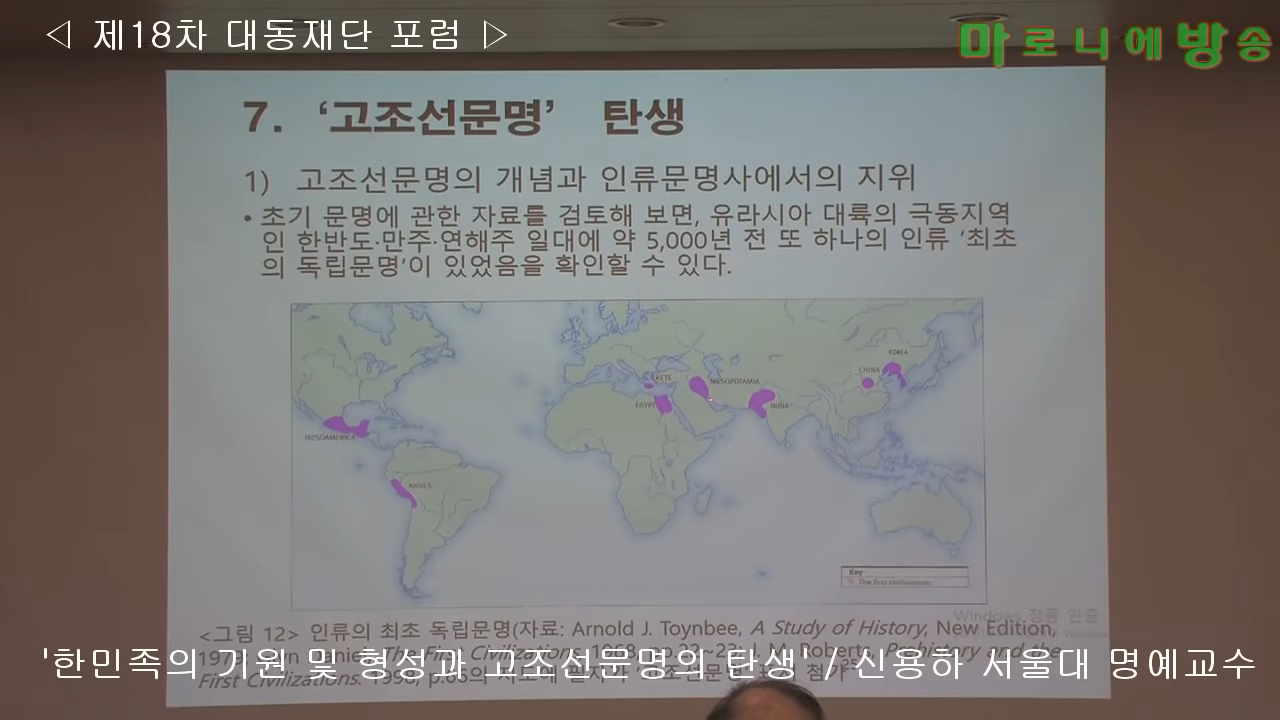 ◁ 제18차 대동재단 포럼 ▷
마로니에방송
7. ‘고조선문명’ 탄생
1) 고조선문명의 개념과 인류문명사에서의 지위
• 초기 문명에 관한 자료를 검토해 보면, 유라시아 대륙의 극동지역
인 한반도·만주·연해주 일대에 약 5,000년 전 또 하나의 인류 ‘최초
의 독립문명’이 있었음을 확인할 수 있다.
KOREA
CHINA
CRETE
MESOPOTAMIA
EGYPT
INDIA
MESOAMERICA
ANDES
Key
The first civilizations
Windows 정품 인증
<그림 12> 인류의 최초 독립문명(자료: Arnold J. Toynbee, A Study of History, New Edition,
First Civilizations. 1998,
'한민족의 기원 및 형성과 고조선문명의 탄생' / 신용하 서울대 명예교수